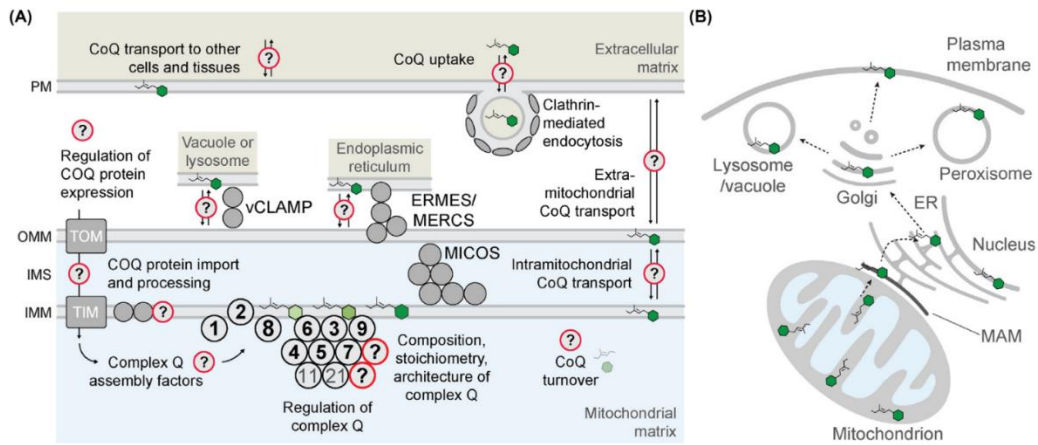 (A)
CoQ transport to other
cells and tissues
?
CoQ uptake
?
Extracellular
matrix
PM
Clathrin-
mediated
endocytosis
?
Regulation of
COQ protein
expression
Vacuole or
lysosome
?
vCLAMP
Endoplasmic
reticulum
?
ERMES/
MERCS
?
Extra-
mitochondrial
CoQ transport
OMM
TOM
MICOS
IMS
?
COQ protein import
and processing
Intramitochondrial
CoQ transport
?
IMM
TIM
?
1
2
8
6
3
9
4
5
7
?
11
21
?
Complex Q
assembly factors
?
Composition,
stoichiometry,
architecture of
complex Q
?
CoQ
turnover
Regulation of
complex Q
Mitochondrial
matrix
(B)
Plasma
membrane
Lysosome
/vacuole
Golgi
Peroxisome
ER
Nucleus
MAM
Mitochondrion